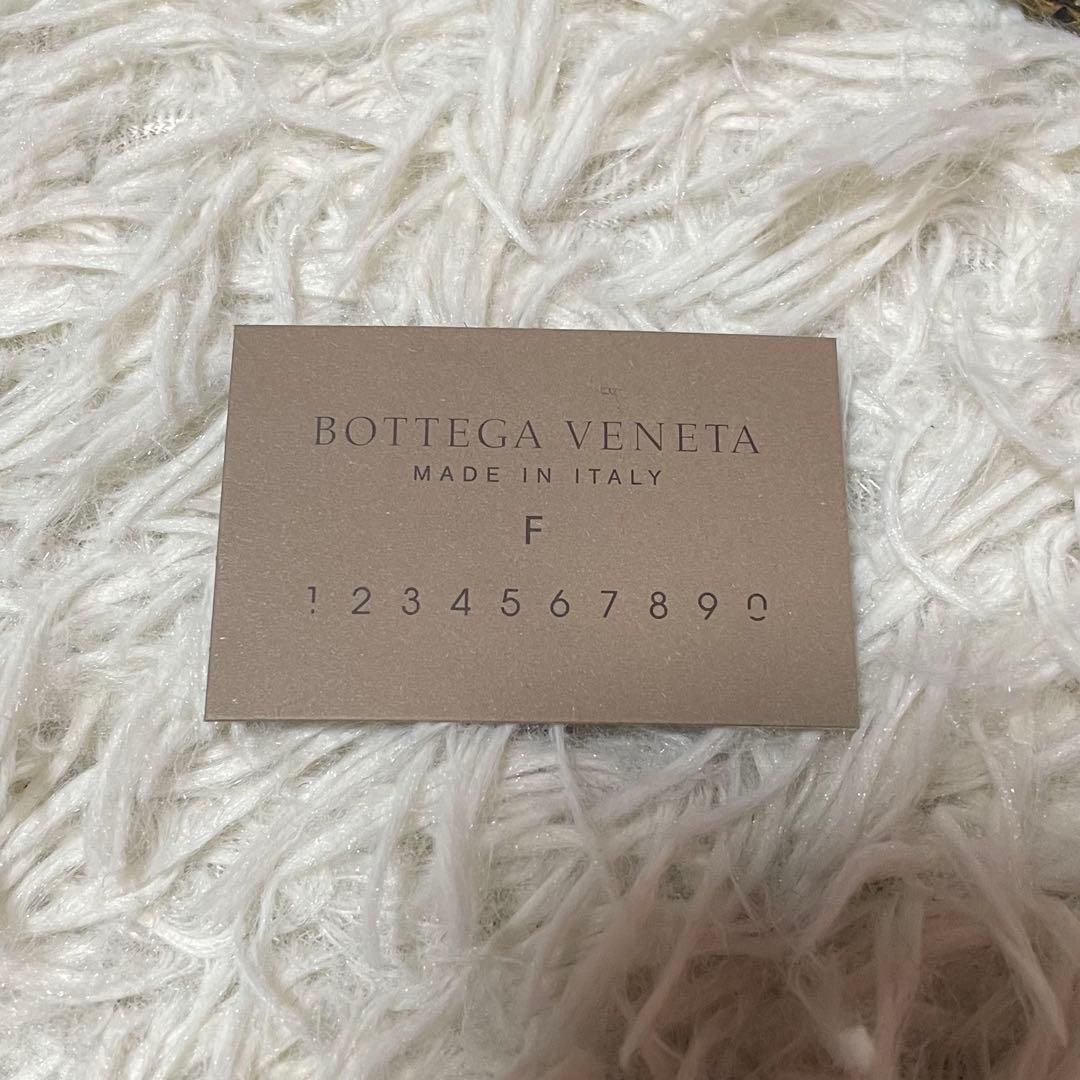 BOTTEGA VENETA
MADE IN ITALY
F
1 2 3 4 5 6 7 8 9 0